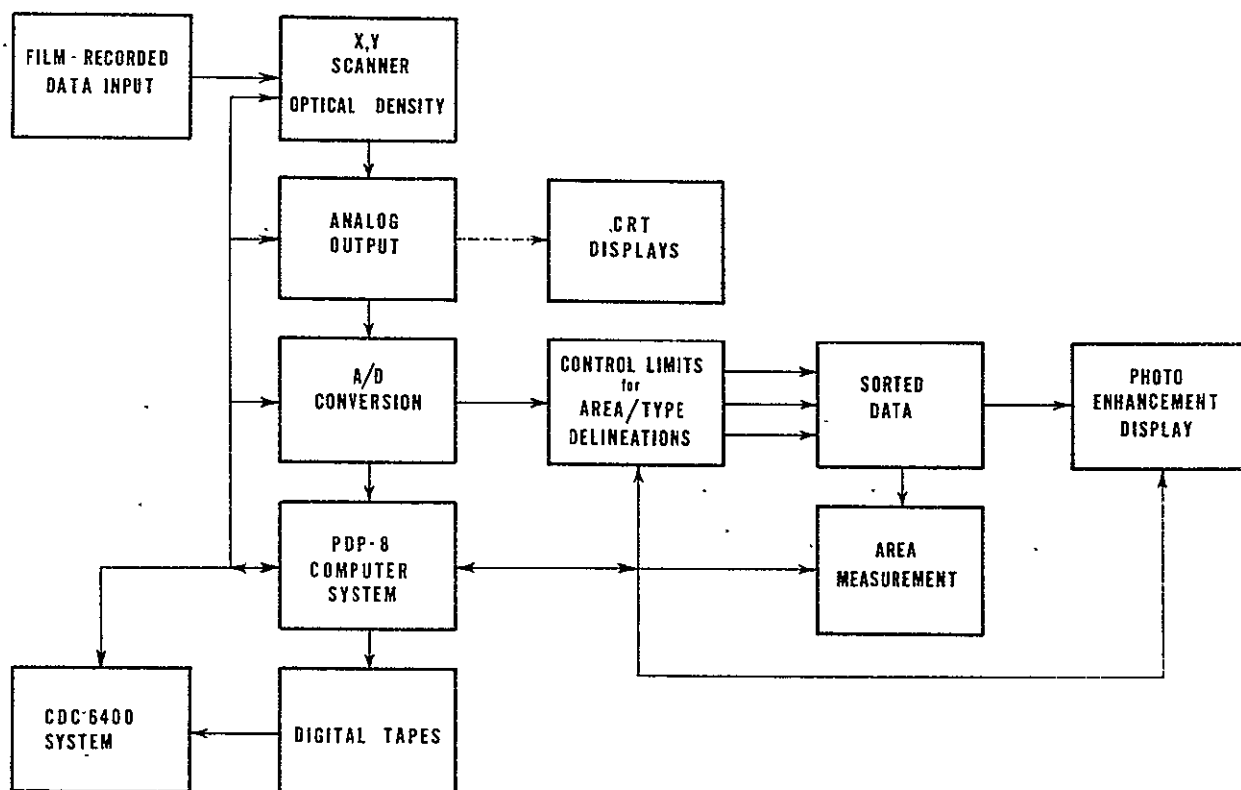 FILM-RECORDED
DATA INPUT
X,Y
SCANNER
OPTICAL DENSITY
ANALOG
OUTPUT
CRT
DISPLAYS
A/D
CONVERSION
CONTROL LIMITS
for
AREA/TYPE
DELINEATIONS
SORTED
DATA
PHOTO
ENHANCEMENT
DISPLAY
PDP-8
COMPUTER
SYSTEM
AREA
MEASUREMENT
CDC 6400
SYSTEM
DIGITAL TAPES